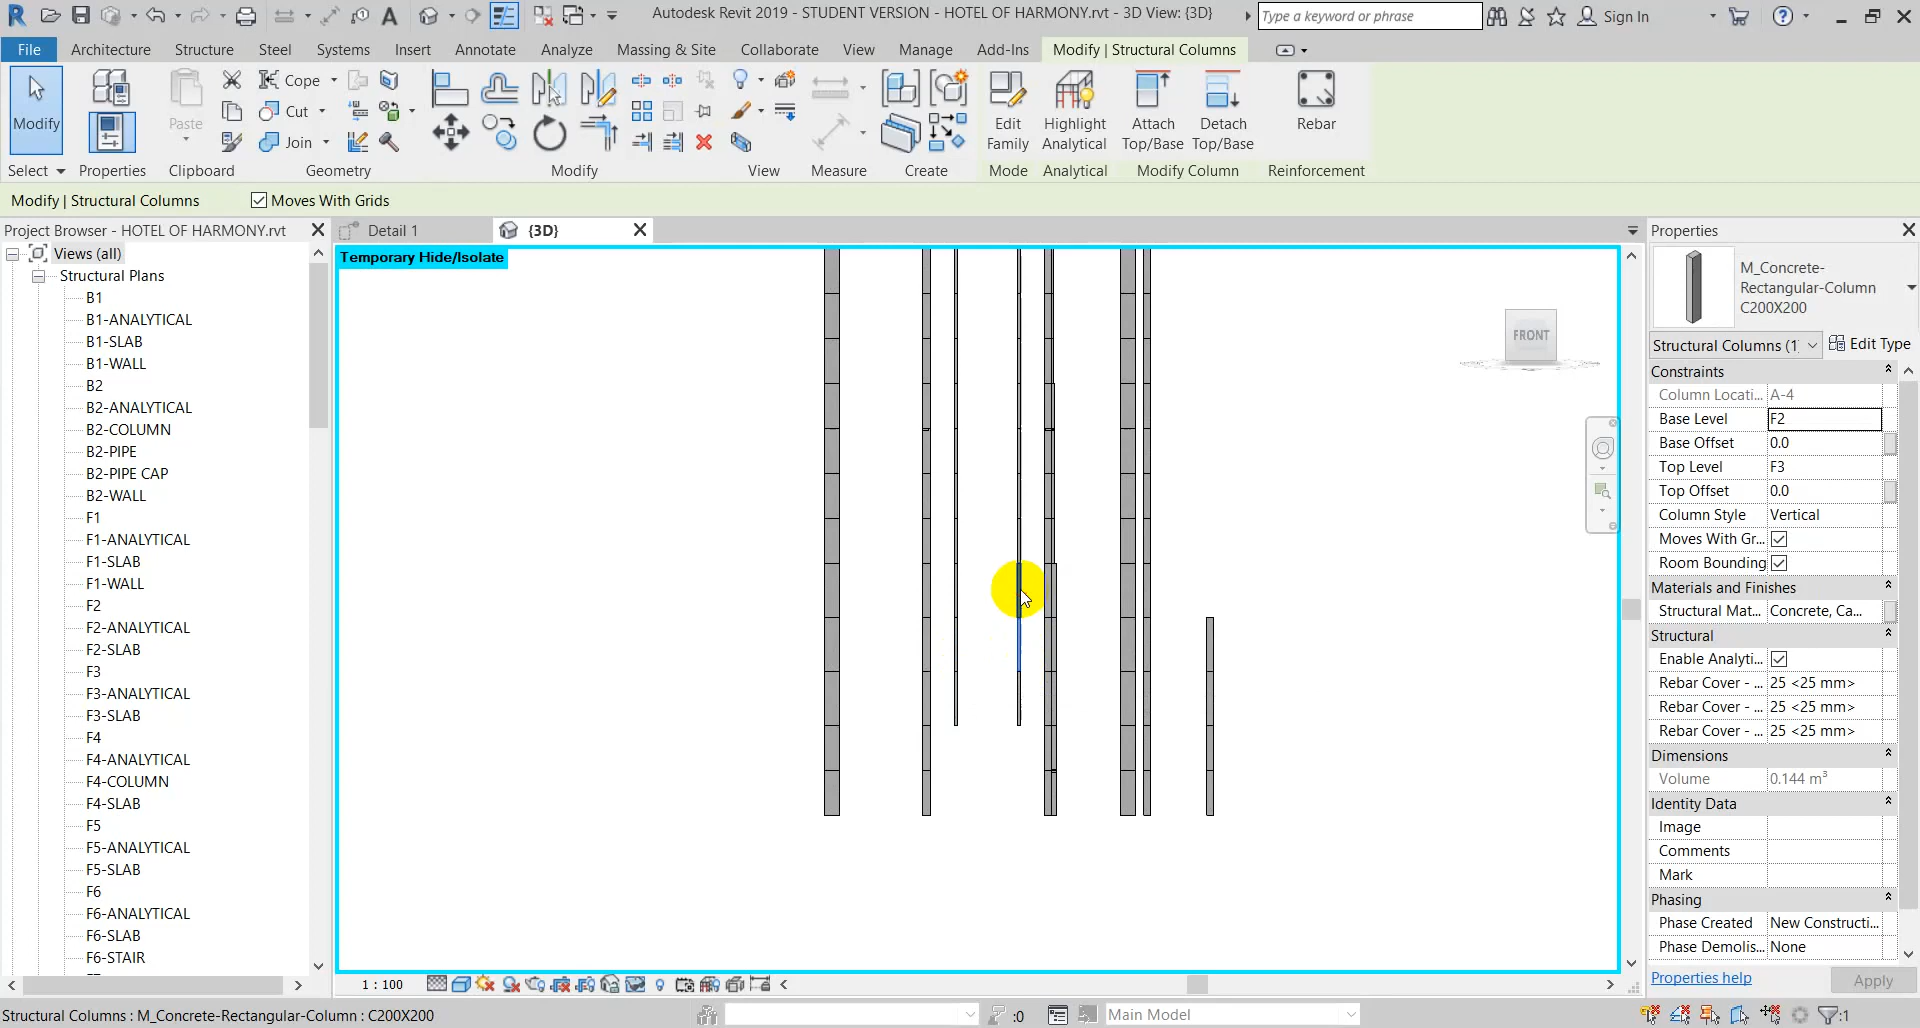 Autodesk Revit 2019 - STUDENT VERSION - HOTEL OF HARMONY.rvt - 3D View: {3D}
Type a keyword or phrase
Sign In
File
Architecture
Structure
Steel
Systems
Insert
Annotate
Analyze
Massing & Site
Collaborate
View
Manage
Add-Ins
Modify | Structural Columns
Modify
Paste
Cope
Cut
Join
Edit
Family
Highlight
Analytical
Attach
Top/Base
Detach
Top/Base
Rebar
Select
Properties
Clipboard
Geometry
Modify
View
Measure
Create
Mode
Analytical
Modify Column
Reinforcement
Modify | Structural Columns
Moves With Grids
Project Browser - HOTEL OF HARMONY.rvt
Views (all)
Structural Plans
B1
B1-ANALYTICAL
B1-SLAB
B1-WALL
B2
B2-ANALYTICAL
B2-COLUMN
B2-PIPE
B2-PIPE CAP
B2-WALL
F1
F1-ANALYTICAL
F1-SLAB
F1-WALL
F2
F2-ANALYTICAL
F2-SLAB
F3
F3-ANALYTICAL
F3-SLAB
F4
F4-ANALYTICAL
F4-COLUMN
F4-SLAB
F5
F5-ANALYTICAL
F5-SLAB
F6
F6-ANALYTICAL
F6-SLAB
F6-STAIR
Detail 1
{3D}
Temporary Hide/Isolate
FRONT
Properties
M_Concrete-
Rectangular-Column
C200X200
Structural Columns (1
Edit Type
Constraints
Column Locati... A-4
Base Level F2
Base Offset 0.0
Top Level F3
Top Offset 0.0
Column Style Vertical
Moves With Gr...
Room Bounding
Materials and Finishes
Structural Mat... Concrete, Ca...
Structural
Enable Analyti...
Rebar Cover - ... 25 <25 mm>
Rebar Cover - ... 25 <25 mm>
Rebar Cover - ... 25 <25 mm>
Dimensions
Volume 0.144 m³
Identity Data
Image
Comments
Mark
Phasing
Phase Created New Constructi...
Phase Demolis... None
Properties help
Apply
1 : 100
Structural Columns : M_Concrete-Rectangular-Column : C200X200
:0
Main Model
:1